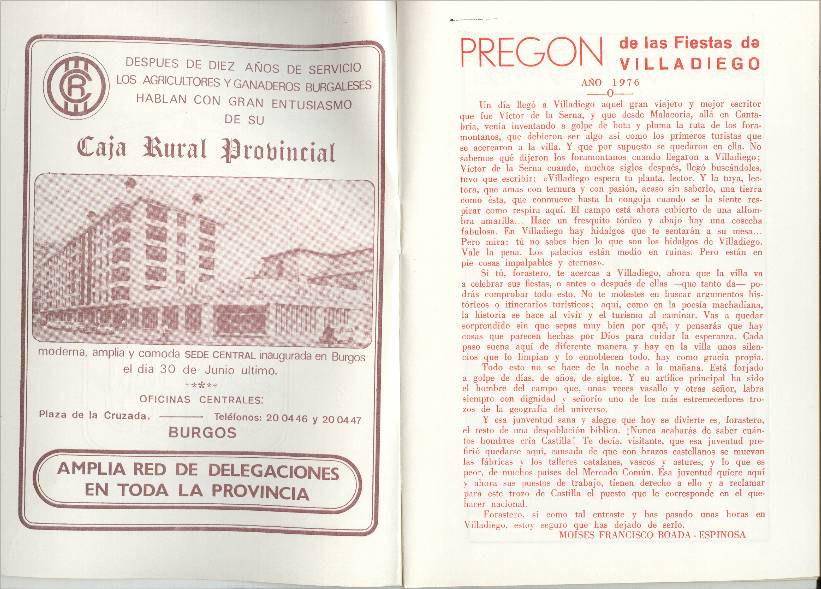 CRC
DESPUES DE DIEZ AÑOS DE SERVICIO
LOS AGRICULTORES Y GANADEROS BURGALESES
HABLAN CON GRAN ENTUSIASMO
DE SU
Caja Rural Provincial
moderna, amplia y comoda SEDE CENTRAL inaugurada en Burgos
el dia 30 de Junio ultimo.
OFICINAS CENTRALES:
Plaza de la Cruzada. ——— Teléfonos: 20 04 46 y 20 04 47
BURGOS
AMPLIA RED DE DELEGACIONES
EN TODA LA PROVINCIA
PREGON de las Fiestas de
VILLADIEGO
AÑO 1976
Un día llegó a Villadiego aquel gran viajero y mejor escritor
que fue Víctor de la Serna, y que desde Malacoria, allá en Canta-
bria, venía inventando a golpe de bota y pluma la ruta de los fora-
montanos, que debieron ser algo así como los primeros turistas que
se acercaron a la villa. Y que por supuesto se quedaron en ella. No
sabemos qué dijeron los foramontanos cuando llegaron a Villadiego;
Víctor de la Serna cuando, muchos siglos después, llegó buscándoles,
tuvo que escribir: «Villadiego espera tu planta, lector. Y la tuya, lec-
tora, que amas con ternura y con pasión, acaso sin saberlo, una tierra
como ésta, que conmueve hasta la congoja cuando se la siente res-
pirar como respira aquí. El campo está ahora cubierto de una alfom-
bra amarilla... Hace un fresquito tónico y abajo hay una cosecha
fabulosa. En Villadiego hay hidalgos que te sentarán a su mesa...
Pero mira: tú no sabes bien lo que son los hidalgos de Villadiego.
Vale la pena. Los palacios están medio en ruinas. Pero están en
pie cosas impalpables y eternas».
Si tú, forastero, te acercas a Villadiego, ahora que la villa va
a celebrar sus fiestas, o antes o después de ellas —que tanto da— po-
drás comprobar todo esto. No te molestes en buscar argumentos his-
tóricos o itinerarios turísticos; aquí, como en la poesía machadiana,
la historia se hace al vivir y el turismo al caminar. Vas a quedar
sorprendido sin que sepas muy bien por qué, y pensarás que hay
cosas que parecen hechas por Dios para cuidar la esperanza. Cada
paso suena aquí de diferente manera y hay en la villa unos silen-
cios que lo limpian y lo ennoblecen todo, hay como gracia propia.
Todo esto no se hace de la noche a la mañana. Está forjado
a golpe de días, de años, de siglos. Y su artífice principal ha sido
el hombre del campo que, unas veces vasallo y otras señor, labra
siempre con dignidad y señorío uno de los más estremecedores tro-
zos de la geografía del universo.
Y esa juventud sana y alegre que hoy se divierte es, forastero,
el resto de una despoblación bíblica. ¡Nunca acabarás de saber cuán-
tos hombres cría Castilla! Te decía, visitante, que esa juventud pre-
firió quedarse aquí, cansada de que con brazos castellanos se muevan
las fábricas y los talleres catalanes, vascos y astures, y lo que es
peor, de muchos países del Mercado Común. Esa juventud quiere aquí
y ahora sus puestos de trabajo, tienen derecho a ello y a reclamar
para este trozo de Castilla el puesto que le corresponde en el que-
hacer nacional.
Forastero, si como tal entraste y has pasado unas horas en
Villadiego, estoy seguro que has dejado de serlo.
MOISES FRANCISCO BOADA - ESPINOSA